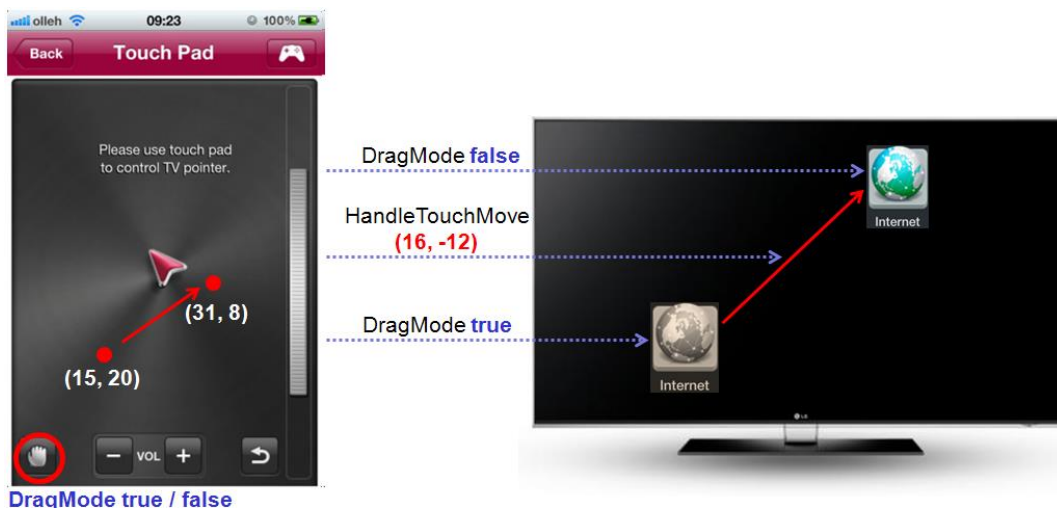 olleh 09:23 100%
Back Touch Pad
Please use touch pad
to control TV pointer.
(31, 8)
(15, 20)
VOL
DragMode true / false
DragMode false
HandleTouchMove
(16, -12)
DragMode true
Internet
Internet
LG